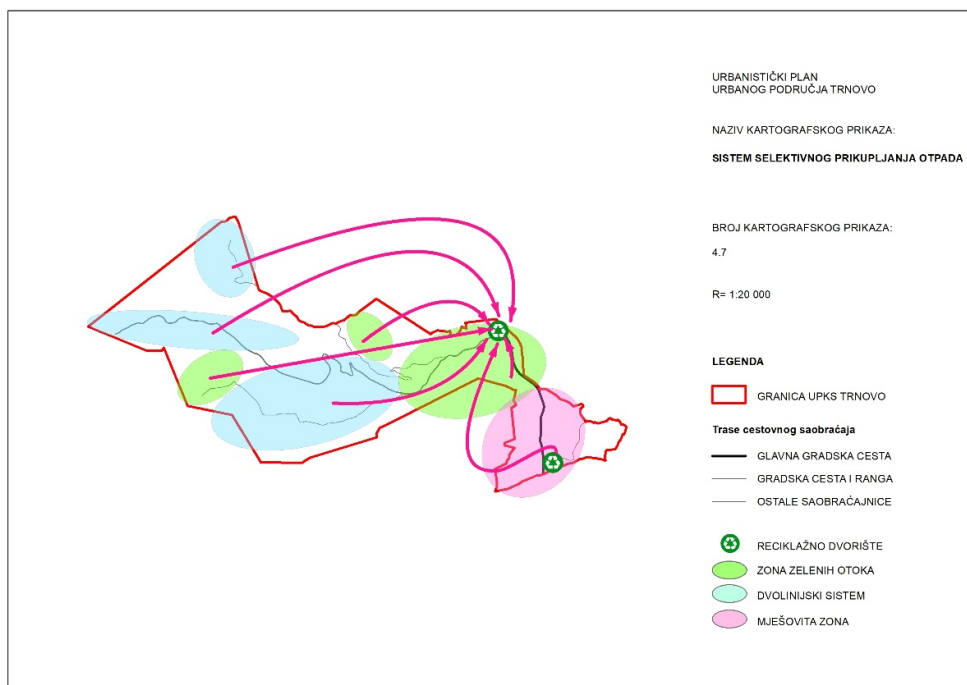 URBANISTIČKI PLAN
URBANOG PODRUČJA TRNOVO
NAZIV KARTOGRAFSKOG PRIKAZA:
SISTEM SELEKTIVNOG PRIKUPLJANJA OTPADA
BROJ KARTOGRAFSKOG PRIKAZA:
4.7
R= 1:20 000
LEGENDA
GRANICA UPKS TRNOVO
Trase cestovnog saobraćaja
GLAVNA GRADSKA CESTA
GRADSKA CESTA I RANGA
OSTALE SAOBRAĆAJNICE
RECIKLAŽNO DVORIŠTE
ZONA ZELENIH OTOKA
DVOLINIJSKI SISTEM
MJEŠOVITA ZONA